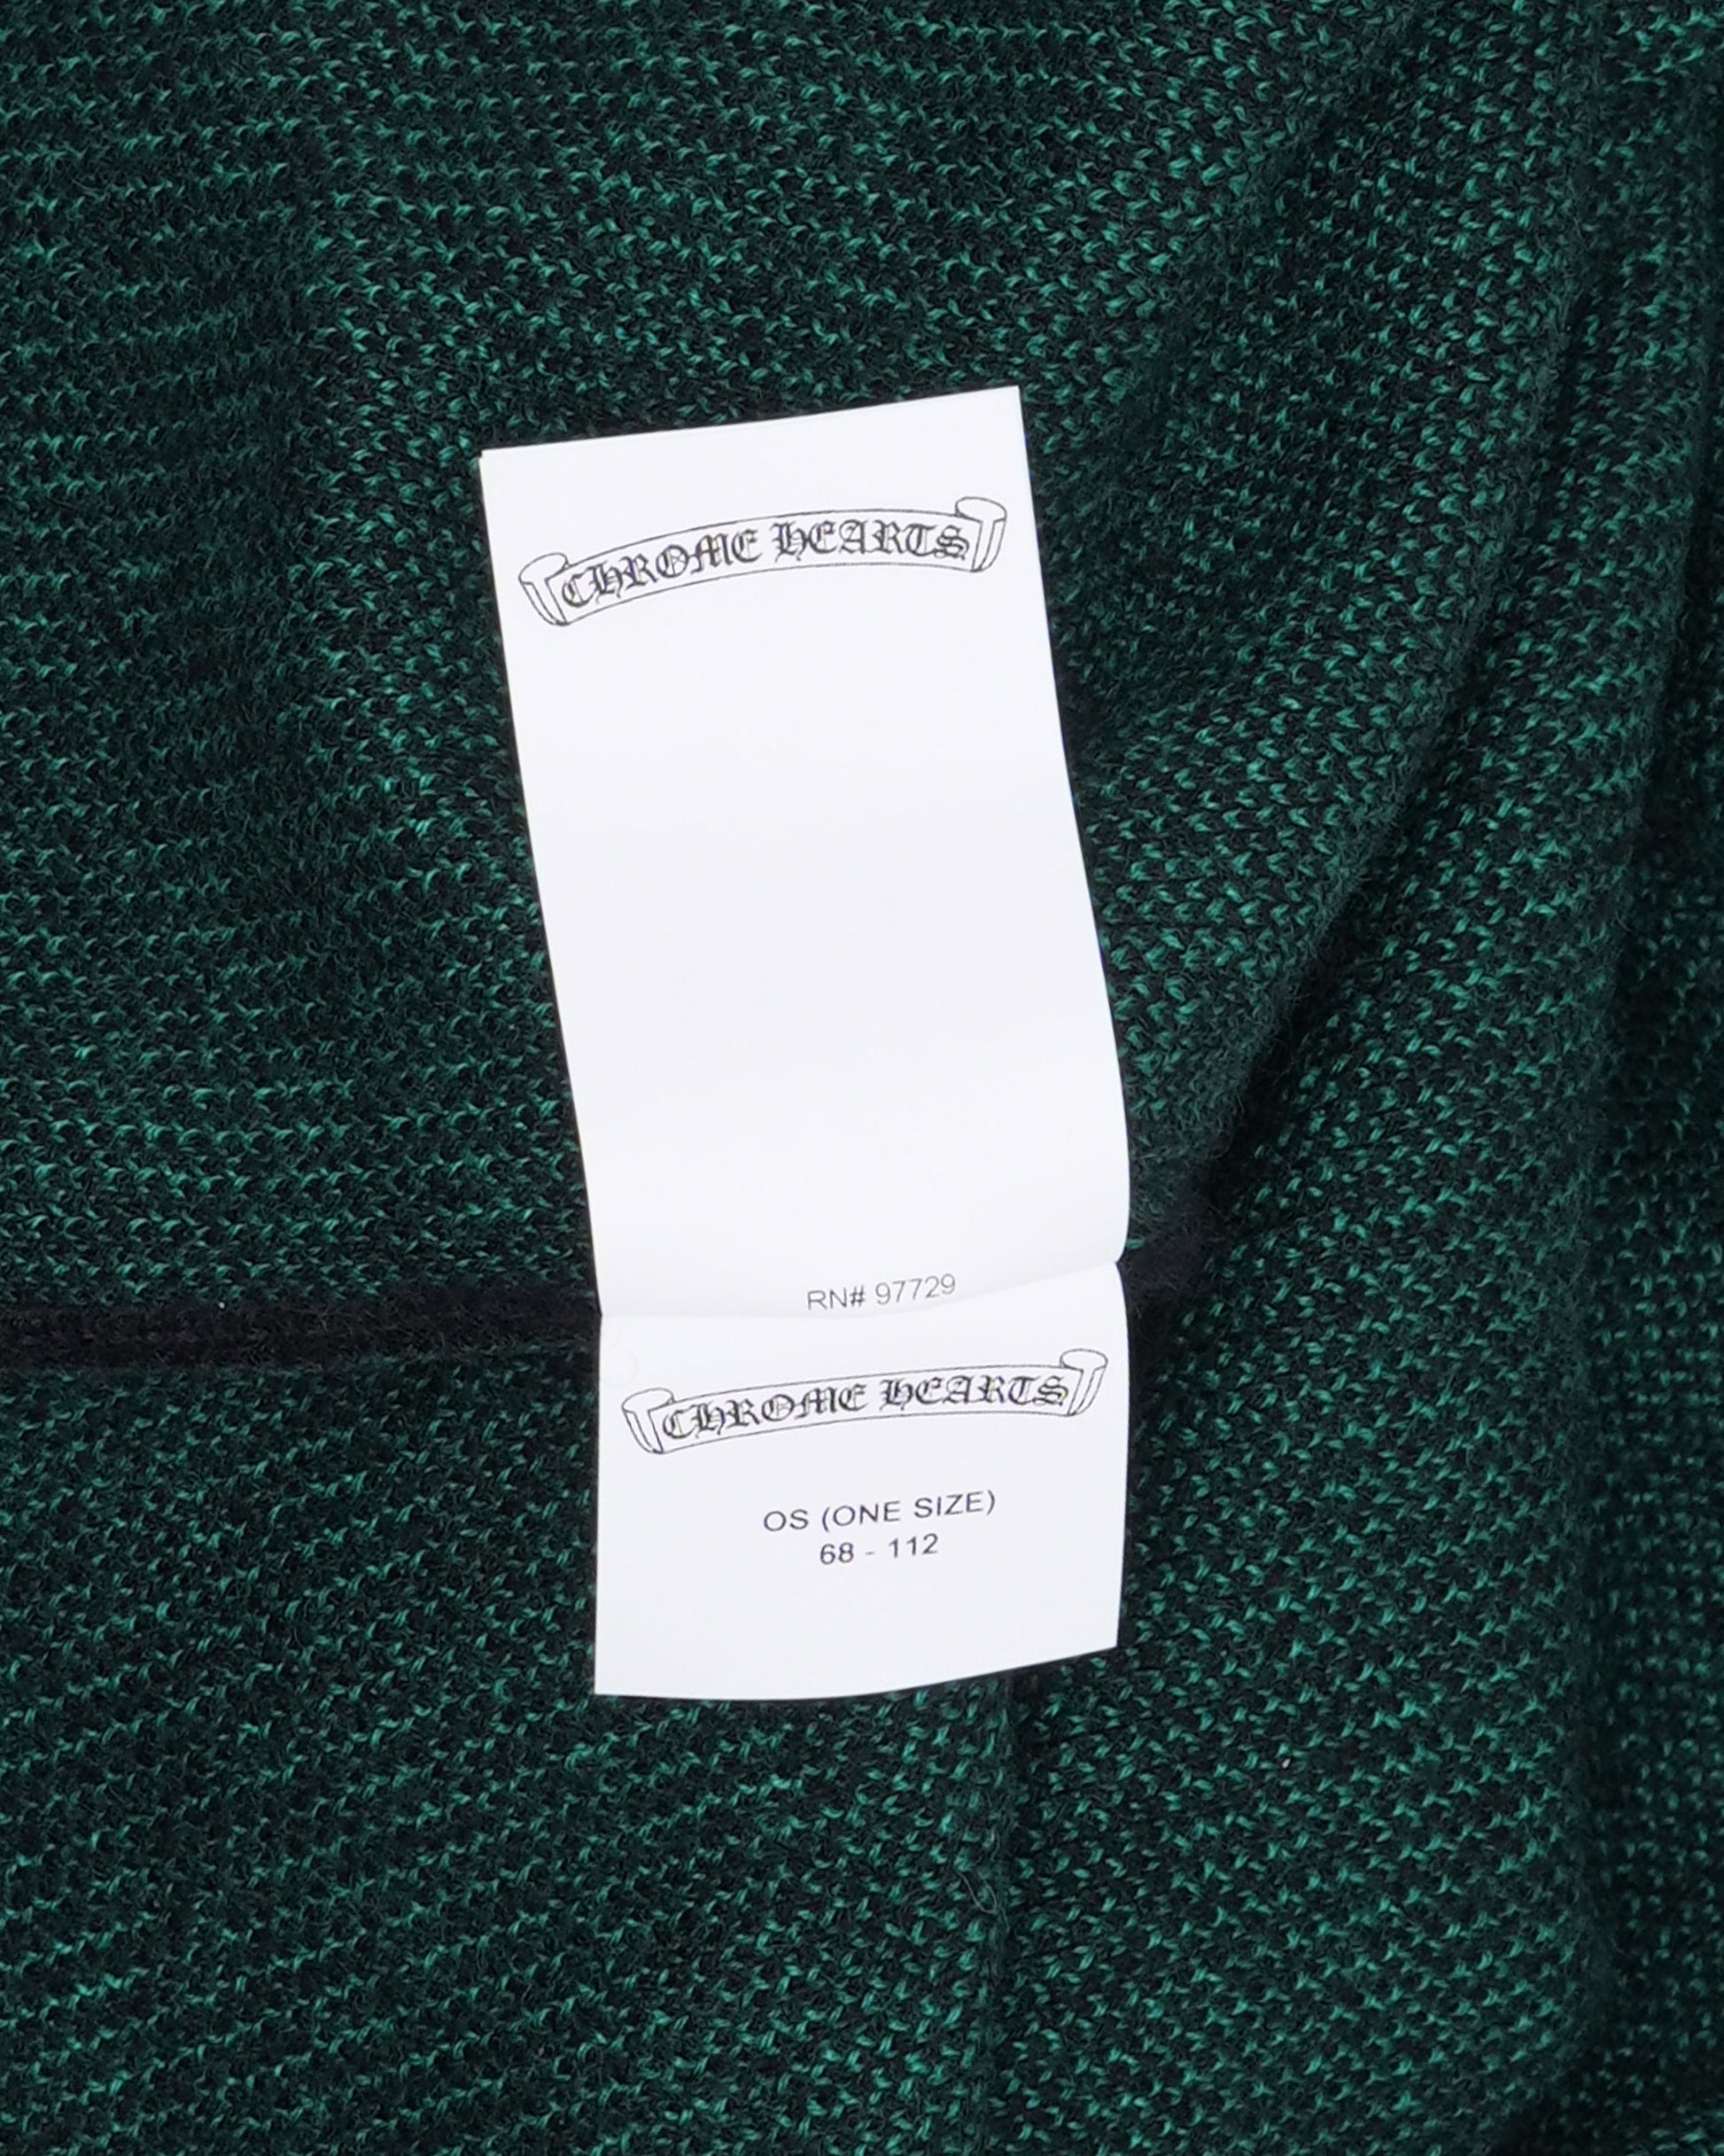 CHROME HEARTS
RN# 97729
CHROME HEARTS
OS (ONE SIZE)
68 - 112